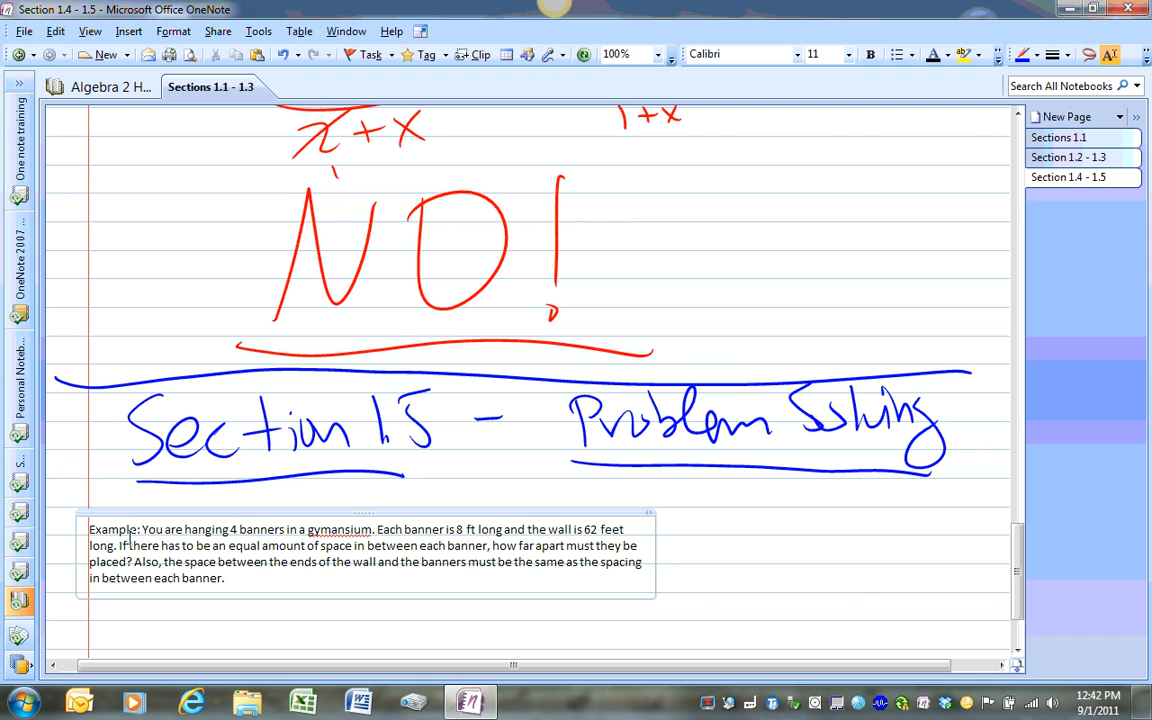 Section 1.4 - 1.5 - Microsoft Office OneNote
File Edit View Insert Format Share Tools Table Window Help
New Task Tag Clip 100% Calibri 11 B A
Algebra 2 H... Sections 1.1 - 1.3 Search All Notebooks
New Page
Sections 1.1
Section 1.2 - 1.3
Section 1.4 - 1.5
One note training
OneNote 2007 ...
Personal Noteb...
S...
2 + x 1 + x
1
NO!
Section 1.5 - Problem Solving
Example: You are hanging 4 banners in a gymansium. Each banner is 8 ft long and the wall is 62 feet
long. If there has to be an equal amount of space in between each banner, how far apart must they be
placed? Also, the space between the ends of the wall and the banners must be the same as the spacing
in between each banner.
12:42 PM
9/1/2011